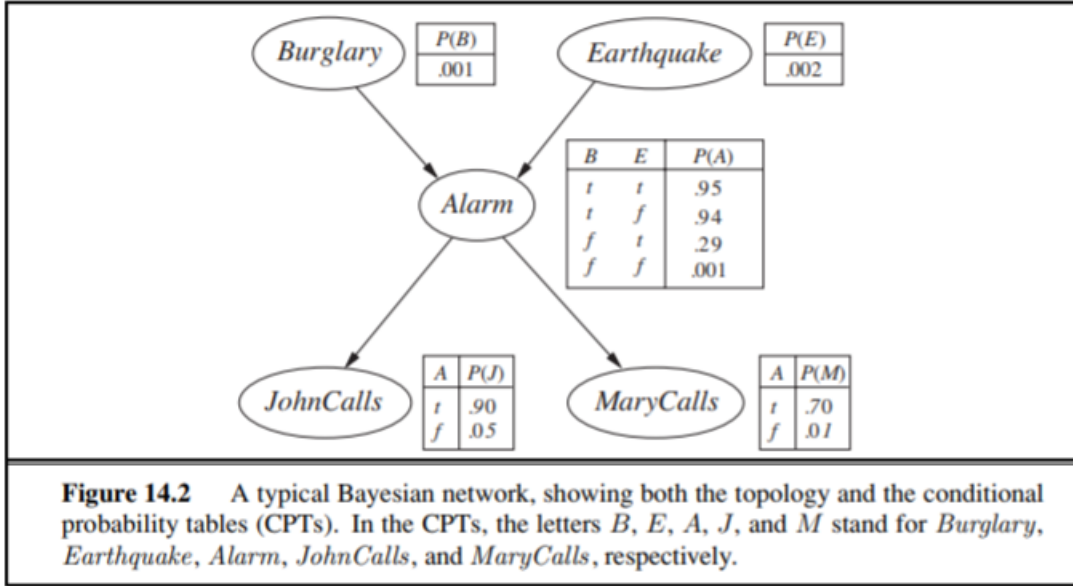 Burglary
P(B)
.001
Earthquake
P(E)
.002
Alarm
B E P(A)
t t .95
t f .94
f t .29
f f .001
JohnCalls
A P(J)
t .90
f .05
MaryCalls
A P(M)
t .70
f .01
Figure 14.2 A typical Bayesian network, showing both the topology and the conditional
probability tables (CPTs). In the CPTs, the letters B, E, A, J, and M stand for Burglary,
Earthquake, Alarm, JohnCalls, and MaryCalls, respectively.